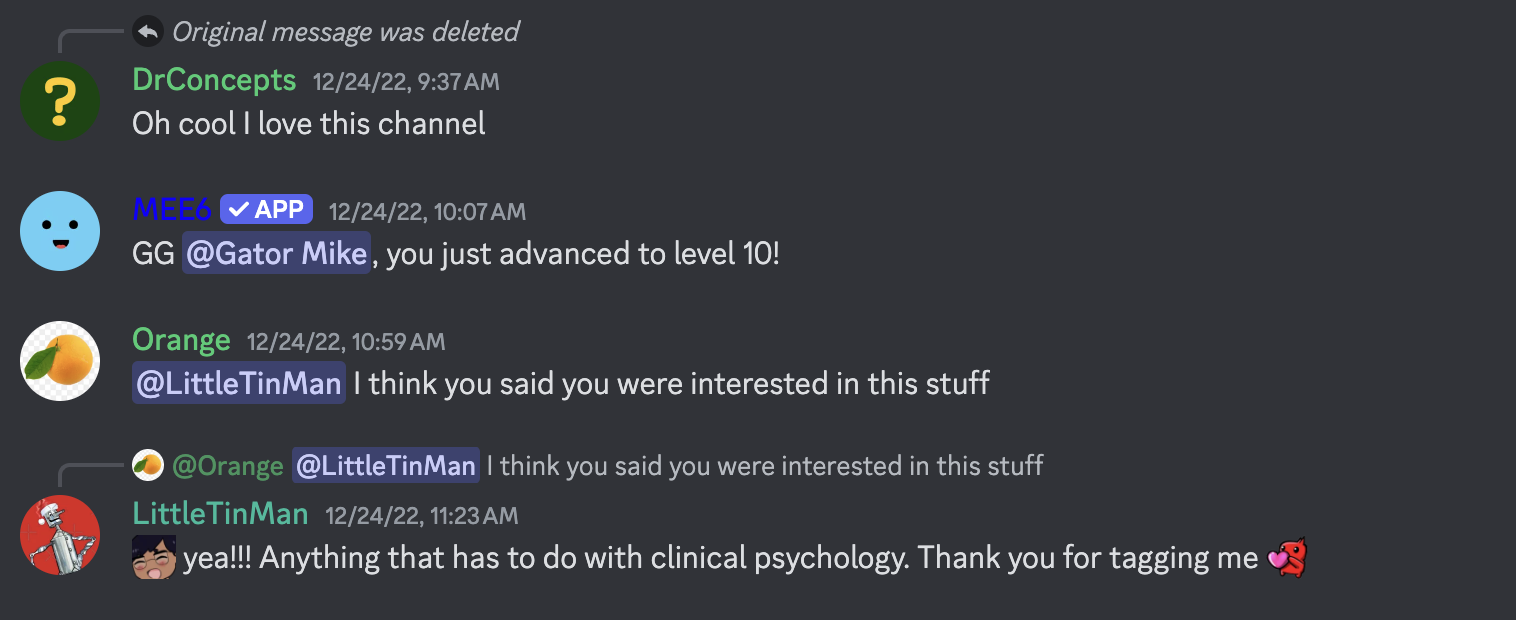 Original message was deleted
DrConcepts 12/24/22, 9:37 AM
Oh cool I love this channel
MEE6 APP 12/24/22, 10:07 AM
GG @Gator Mike, you just advanced to level 10!
Orange 12/24/22, 10:59 AM
@LittleTinMan I think you said you were interested in this stuff
@Orange @LittleTinMan I think you said you were interested in this stuff
LittleTinMan 12/24/22, 11:23 AM
yea!!! Anything that has to do with clinical psychology. Thank you for tagging me